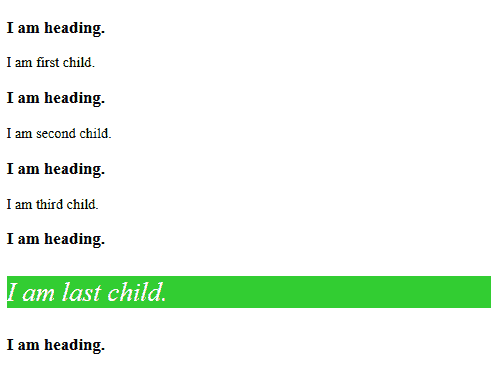 I am heading.
I am first child.
I am heading.
I am second child.
I am heading.
I am third child.
I am heading.
I am last child.
I am heading.